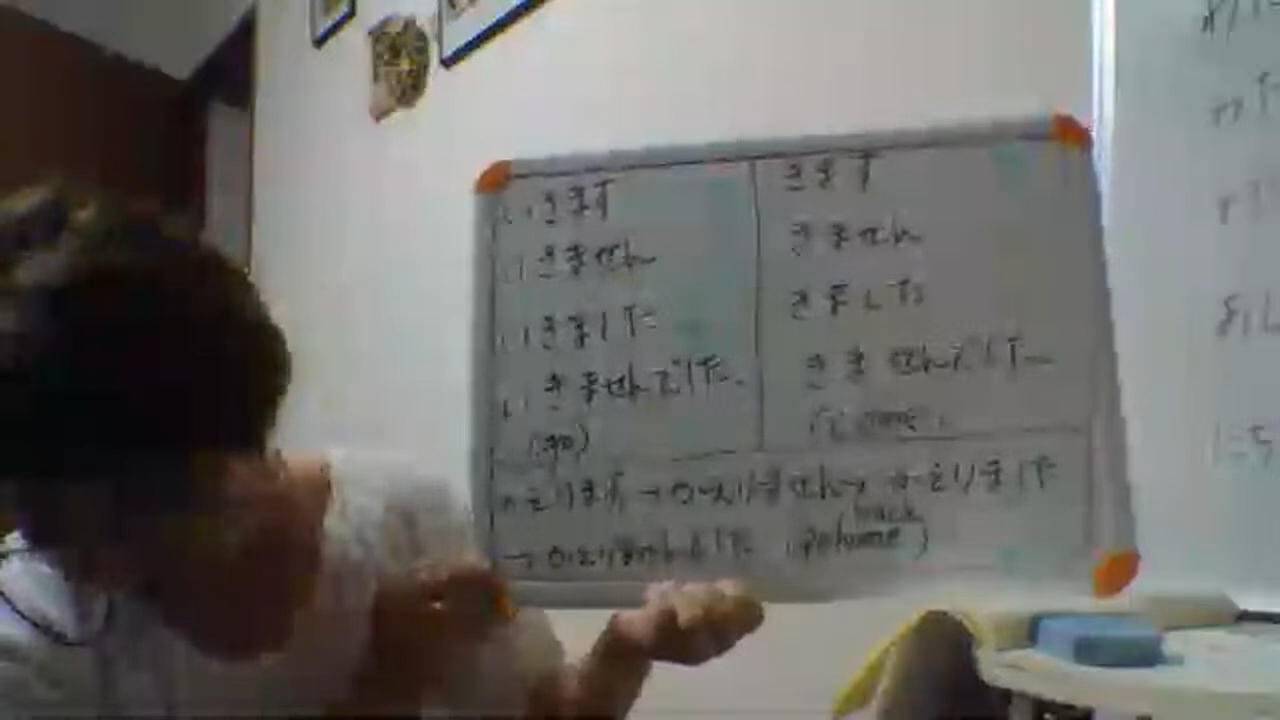 いきます
いきません
いきました
いきませんでした
(go)
きます
きません
きました
きませんでした
(come)
かえります → かえりません → かえりました
→ かえりませんでした (go home) back